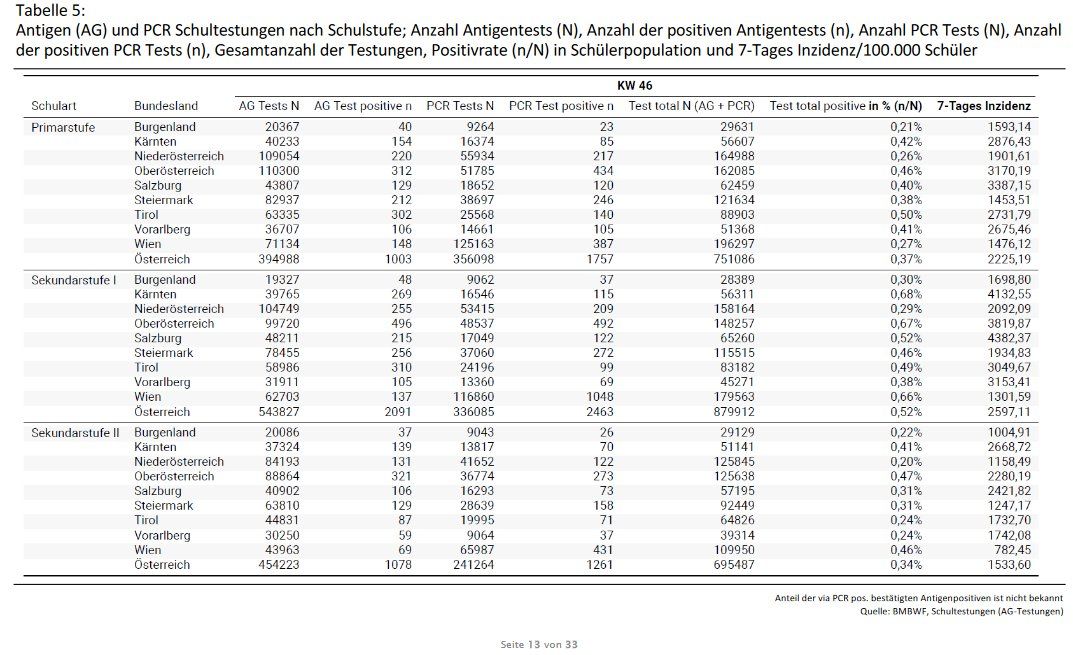 Tabelle 5:
Antigen (AG) und PCR Schultestungen nach Schulstufe; Anzahl Antigentests (N), Anzahl der positiven Antigentests (n), Anzahl PCR Tests (N), Anzahl
der positiven PCR Tests (n), Gesamtanzahl der Testungen, Positivrate (n/N) in Schülerpopulation und 7-Tages Inzidenz/100.000 Schüler
KW 46
Schulart Bundesland AG Tests N AG Test positive n PCR Tests N PCR Test positive n Test total N (AG + PCR) Test total positive in % (n/N) 7-Tages Inzidenz
Primarstufe Burgenland 20367 40 9264 23 29631 0,21% 1593,14
Kärnten 40233 154 16374 85 56607 0,42% 2876,43
Niederösterreich 109054 220 55934 217 164988 0,26% 1901,61
Oberösterreich 110300 312 51785 434 162085 0,46% 3170,19
Salzburg 43807 129 18652 120 62459 0,40% 3387,15
Steiermark 82937 212 38697 246 121634 0,38% 1453,51
Tirol 63335 302 25568 140 88903 0,50% 2731,79
Vorarlberg 36707 106 14661 105 51368 0,41% 2675,46
Wien 71134 148 125163 387 196297 0,27% 1476,12
Österreich 394988 1003 356098 1757 751086 0,37% 2225,19
Sekundarstufe I Burgenland 19327 48 9062 37 28389 0,30% 1698,80
Kärnten 39765 269 16546 115 56311 0,68% 4132,55
Niederösterreich 104749 255 53415 209 158164 0,29% 2092,09
Oberösterreich 99720 496 48537 492 148257 0,67% 3819,87
Salzburg 48211 215 17049 122 65260 0,52% 4382,37
Steiermark 78455 256 37060 272 115515 0,46% 1934,83
Tirol 58986 310 24196 99 83182 0,49% 3049,67
Vorarlberg 31911 105 13360 69 45271 0,38% 3153,41
Wien 62703 137 116860 1048 179563 0,66% 1301,59
Österreich 543827 2091 336085 2463 879912 0,52% 2597,11
Sekundarstufe II Burgenland 20086 37 9043 26 29129 0,22% 1004,91
Kärnten 37324 139 13817 70 51141 0,41% 2668,72
Niederösterreich 84193 131 41652 122 125845 0,20% 1158,49
Oberösterreich 88864 321 36774 273 125638 0,47% 2280,19
Salzburg 40902 106 16293 73 57195 0,31% 2421,82
Steiermark 63810 129 28639 158 92449 0,31% 1247,17
Tirol 44831 87 19995 71 64826 0,24% 1732,70
Vorarlberg 30250 59 9064 37 39314 0,24% 1742,08
Wien 43963 69 65987 431 109950 0,46% 782,45
Österreich 454223 1078 241264 1261 695487 0,34% 1533,60
Anteil der via PCR pos. bestätigten Antigenpositiven ist nicht bekannt
Quelle: BMBWF, Schultestungen (AG-Testungen)
Seite 13 von 33